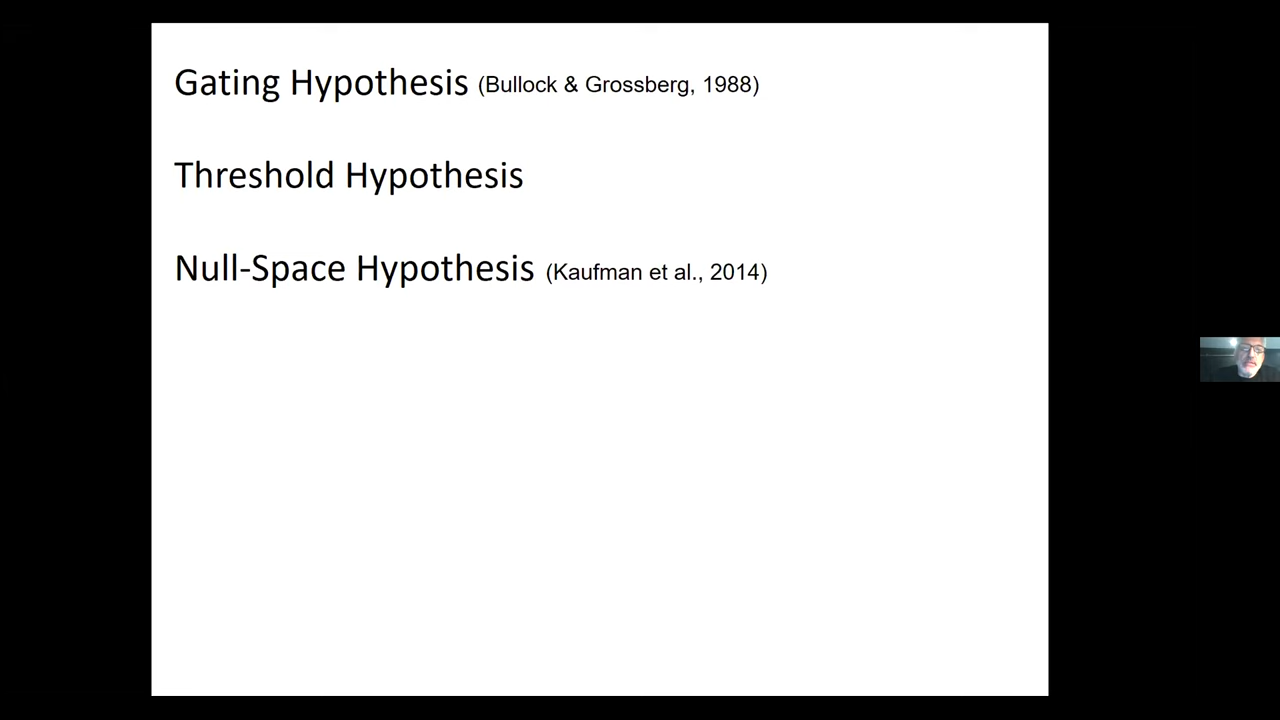 Gating Hypothesis (Bullock & Grossberg, 1988)
Threshold Hypothesis
Null-Space Hypothesis (Kaufman et al., 2014)